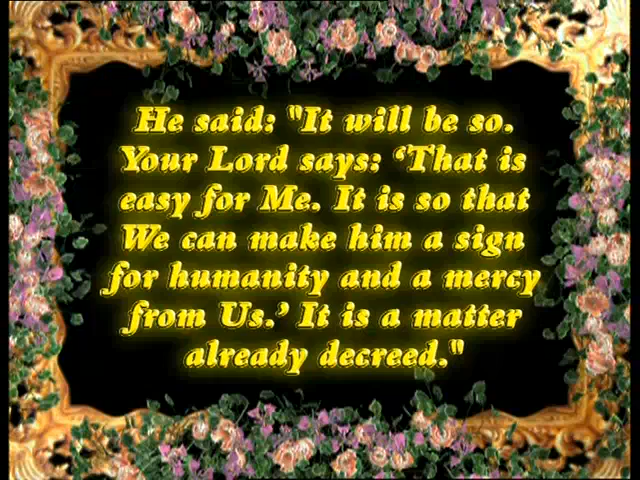 He said: "It will be so.
Your Lord says: ‘That is
easy for Me. It is so that
We can make him a sign
for humanity and a mercy
from Us.’ It is a matter
already decreed."